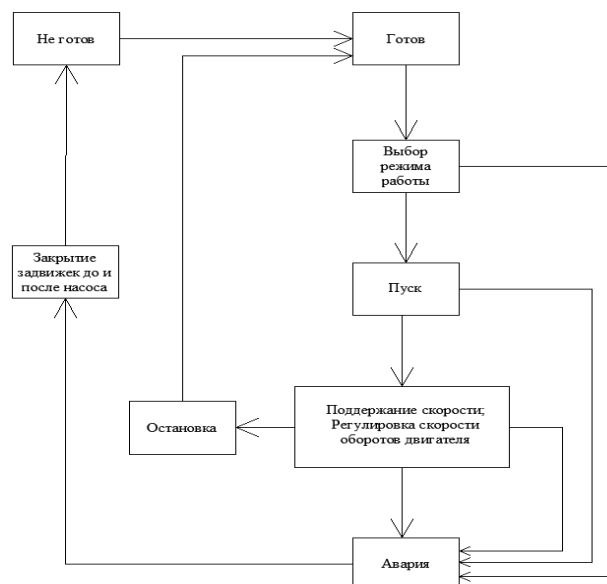 Не готов
Готов
Выбор
режима
работы
Закрытие
задвижек до и
после насоса
Пуск
Остановка
Поддержание скорости;
Регулировка скорости
оборотов двигателя
Авария